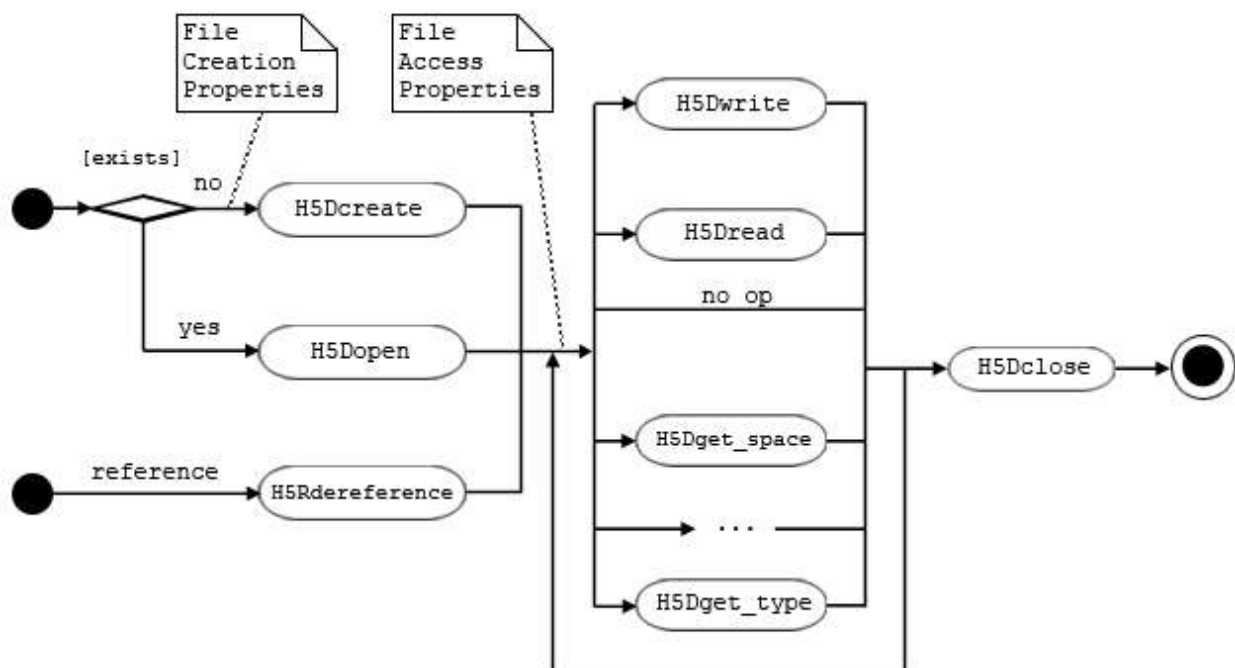 File
Creation
Properties
File
Access
Properties
H5Dwrite
[exists]
no
H5Dcreate
H5Dread
no op
yes
H5Dopen
H5Dclose
H5Dget_space
reference
H5Rdereference
...
H5Dget_type